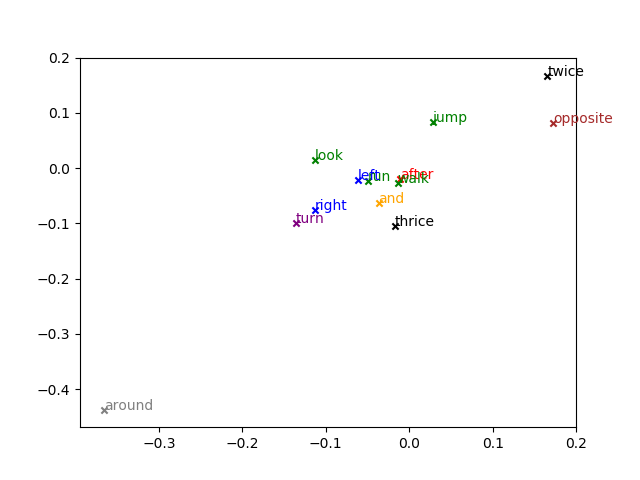 0.2
twice
0.1
jump
opposite
look
0.0
left
run
after
walk
and
right
−0.1
turn
thrice
−0.2
−0.3
−0.4
around
−0.3 −0.2 −0.1 0.0 0.1 0.2